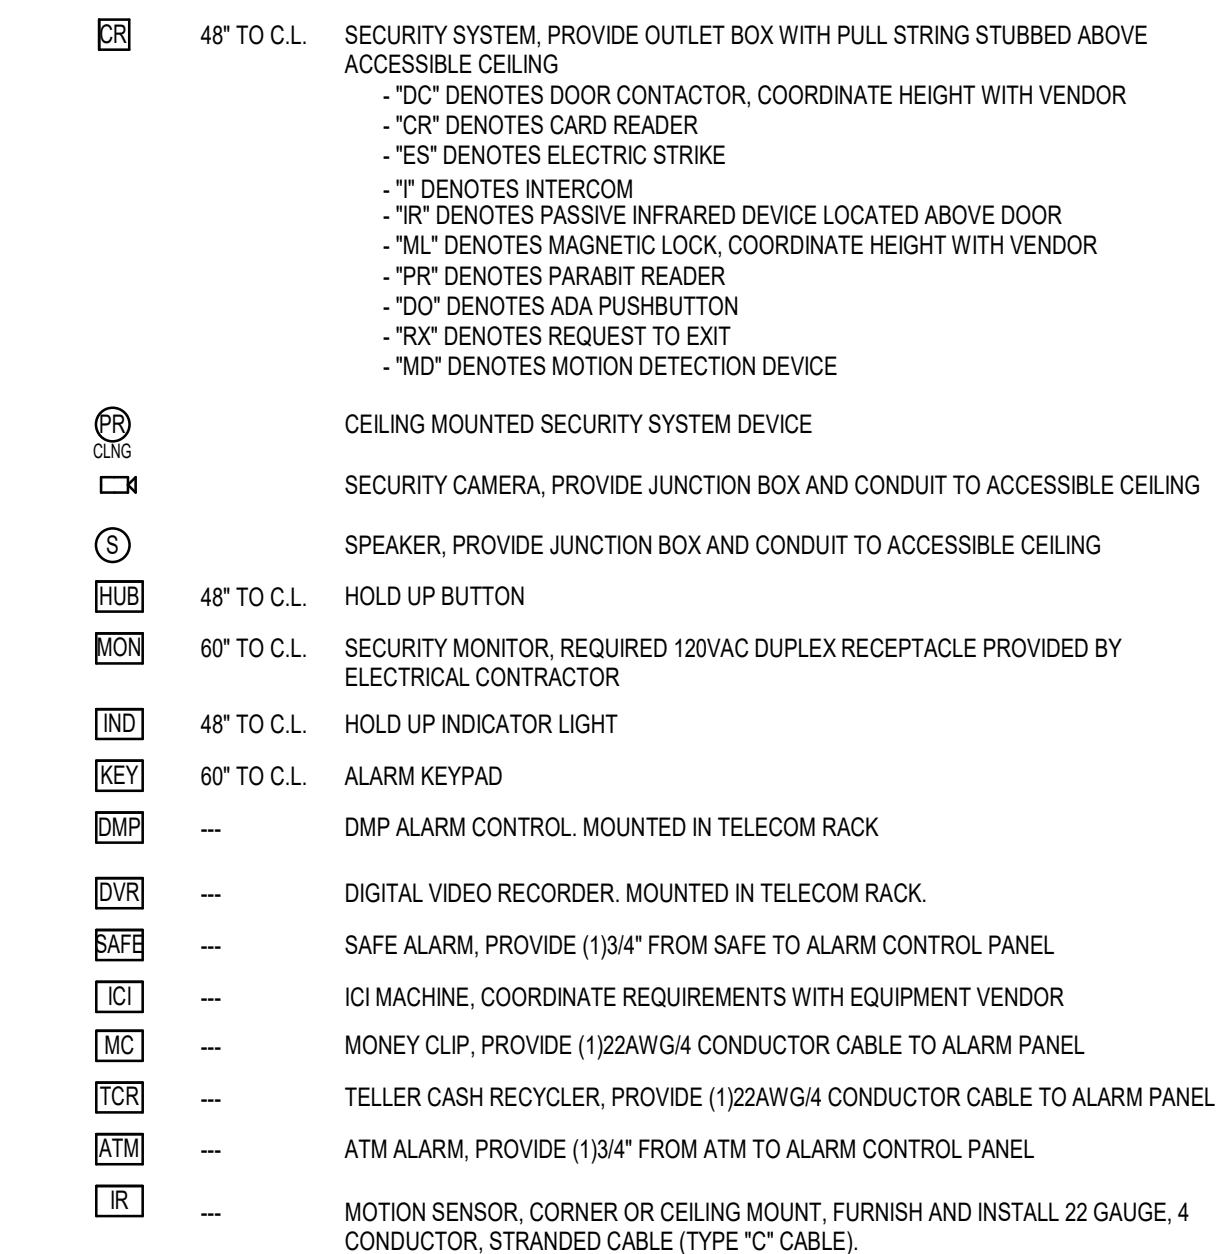 CR 48" TO C.L. SECURITY SYSTEM, PROVIDE OUTLET BOX WITH PULL STRING STUBBED ABOVE
ACCESSIBLE CEILING
- "DC" DENOTES DOOR CONTACTOR, COORDINATE HEIGHT WITH VENDOR
- "CR" DENOTES CARD READER
- "ES" DENOTES ELECTRIC STRIKE
- "I" DENOTES INTERCOM
- "IR" DENOTES PASSIVE INFRARED DEVICE LOCATED ABOVE DOOR
- "ML" DENOTES MAGNETIC LOCK, COORDINATE HEIGHT WITH VENDOR
- "PR" DENOTES PARABIT READER
- "DO" DENOTES ADA PUSHBUTTON
- "RX" DENOTES REQUEST TO EXIT
- "MD" DENOTES MOTION DETECTION DEVICE
PR CEILING MOUNTED SECURITY SYSTEM DEVICE
CLNG
SECURITY CAMERA, PROVIDE JUNCTION BOX AND CONDUIT TO ACCESSIBLE CEILING
S SPEAKER, PROVIDE JUNCTION BOX AND CONDUIT TO ACCESSIBLE CEILING
HUB 48" TO C.L. HOLD UP BUTTON
MON 60" TO C.L. SECURITY MONITOR, REQUIRED 120VAC DUPLEX RECEPTACLE PROVIDED BY
ELECTRICAL CONTRACTOR
IND 48" TO C.L. HOLD UP INDICATOR LIGHT
KEY 60" TO C.L. ALARM KEYPAD
DMP --- DMP ALARM CONTROL. MOUNTED IN TELECOM RACK
DVR --- DIGITAL VIDEO RECORDER. MOUNTED IN TELECOM RACK.
SAFE --- SAFE ALARM, PROVIDE (1)3/4" FROM SAFE TO ALARM CONTROL PANEL
ICI --- ICI MACHINE, COORDINATE REQUIREMENTS WITH EQUIPMENT VENDOR
MC --- MONEY CLIP, PROVIDE (1)22AWG/4 CONDUCTOR CABLE TO ALARM PANEL
TCR --- TELLER CASH RECYCLER, PROVIDE (1)22AWG/4 CONDUCTOR CABLE TO ALARM PANEL
ATM --- ATM ALARM, PROVIDE (1)3/4" FROM ATM TO ALARM CONTROL PANEL
IR --- MOTION SENSOR, CORNER OR CEILING MOUNT, FURNISH AND INSTALL 22 GAUGE, 4
CONDUCTOR, STRANDED CABLE (TYPE "C" CABLE).